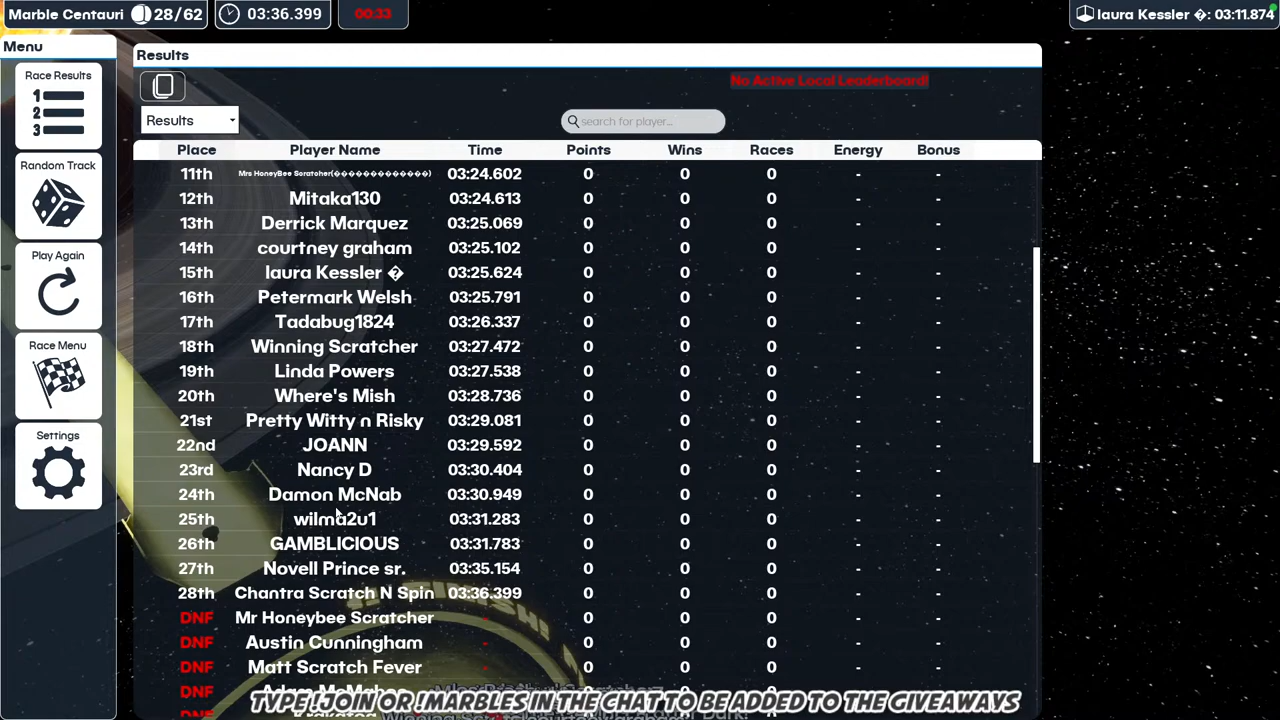 Marble Centauri 28/62 03:36.399 00:33 laura Kessler �: 03:11.874
Menu
Race Results
1
2
3
Random Track
Play Again
Race Menu
Settings
Results
No Active Local Leaderboard!
Results search for player...
Place Player Name Time Points Wins Races Energy Bonus
11th Mrs HoneyBee Scratcher(���������������) 03:24.602 0 0 0 - -
12th Mitaka130 03:24.613 0 0 0 - -
13th Derrick Marquez 03:25.069 0 0 0 - -
14th courtney graham 03:25.102 0 0 0 - -
15th laura Kessler � 03:25.624 0 0 0 - -
16th Petermark Welsh 03:25.791 0 0 0 - -
17th Tadabug1824 03:26.337 0 0 0 - -
18th Winning Scratcher 03:27.472 0 0 0 - -
19th Linda Powers 03:27.538 0 0 0 - -
20th Where's Mish 03:28.736 0 0 0 - -
21st Pretty Witty n Risky 03:29.081 0 0 0 - -
22nd JOANN 03:29.592 0 0 0 - -
23rd Nancy D 03:30.404 0 0 0 - -
24th Damon McNab 03:30.949 0 0 0 - -
25th wilma2u1 03:31.283 0 0 0 - -
26th GAMBLICIOUS 03:31.783 0 0 0 - -
27th Novell Prince sr. 03:35.154 0 0 0 - -
28th Chantra Scratch N Spin 03:36.399 0 0 0 - -
DNF Mr Honeybee Scratcher - 0 0 0 - -
DNF Austin Cunningham - 0 0 0 - -
DNF Matt Scratch Fever - 0 0 0 - -
TYPE !JOIN OR !MARBLES IN THE CHAT TO BE ADDED TO THE GIVEAWAYS